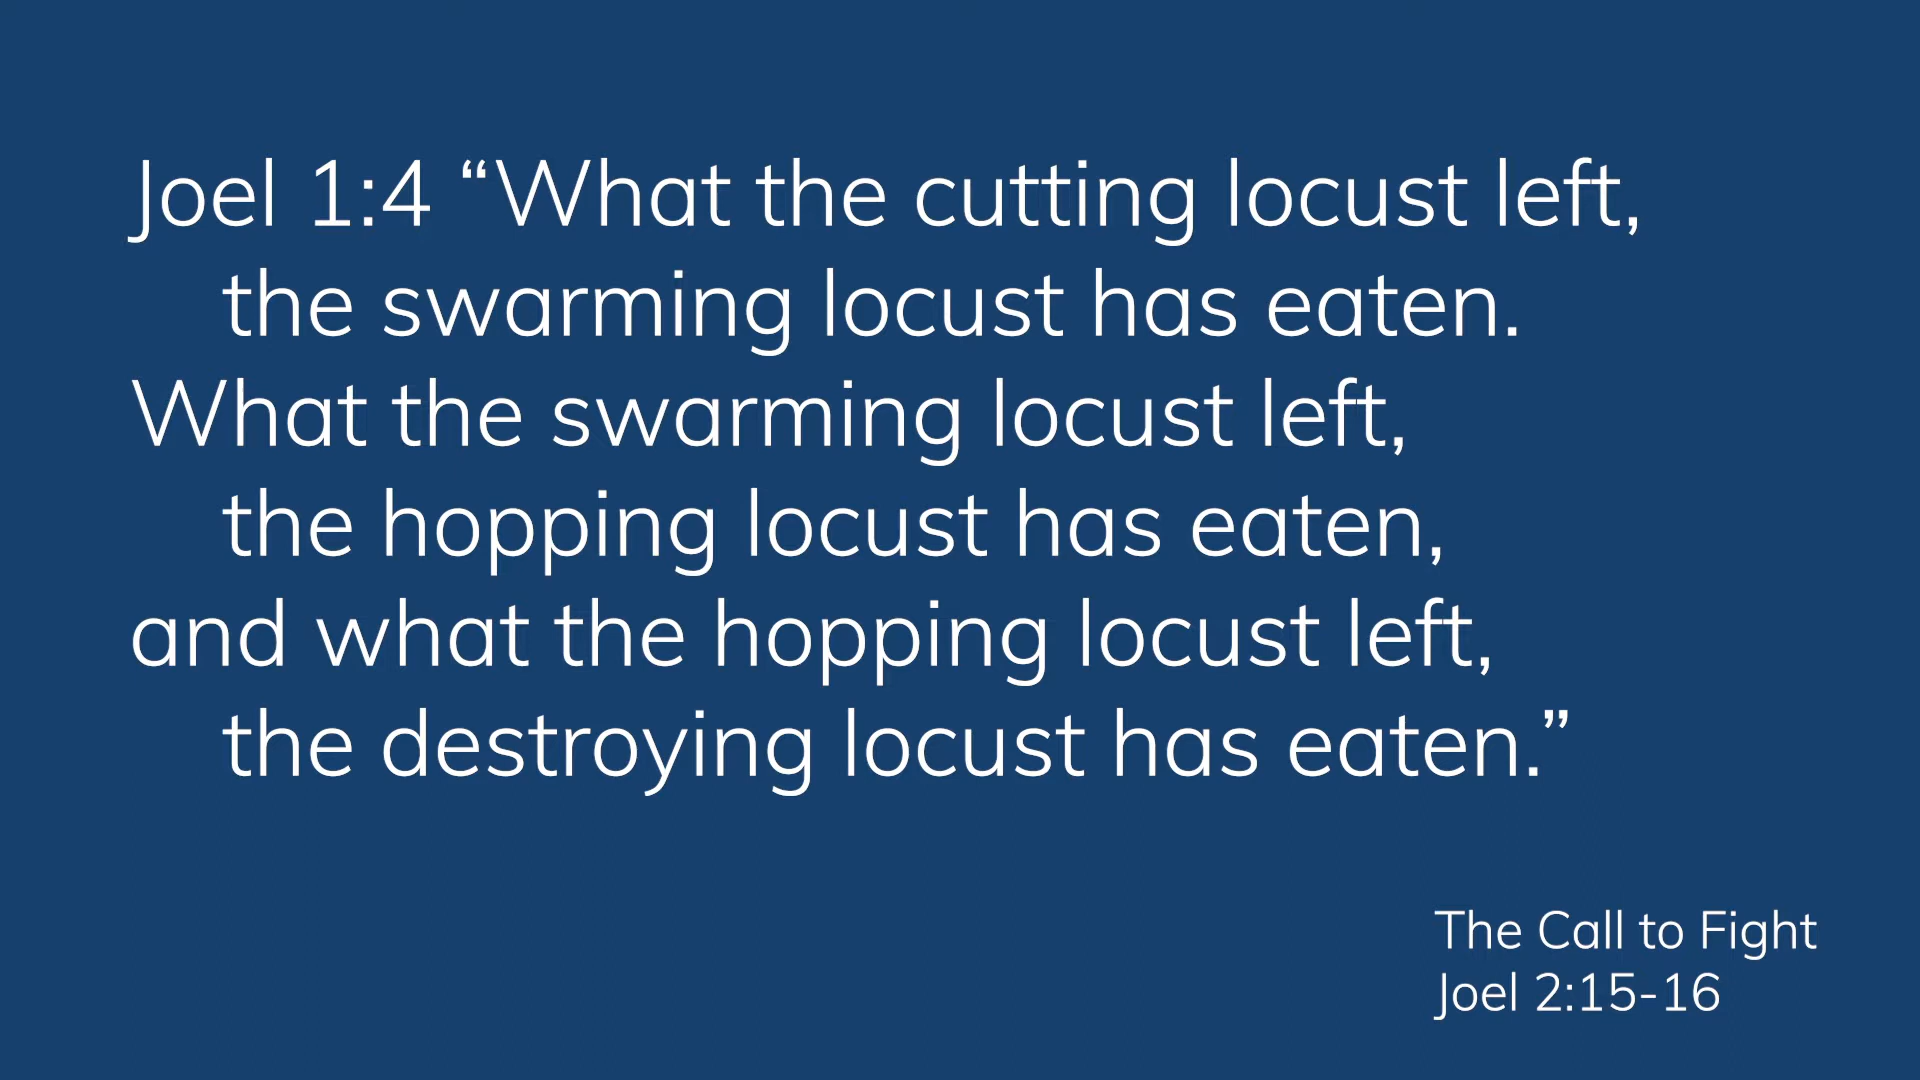 Joel 1:4 “What the cutting locust left,
the swarming locust has eaten.
What the swarming locust left,
the hopping locust has eaten,
and what the hopping locust left,
the destroying locust has eaten.”
The Call to Fight
Joel 2:15-16